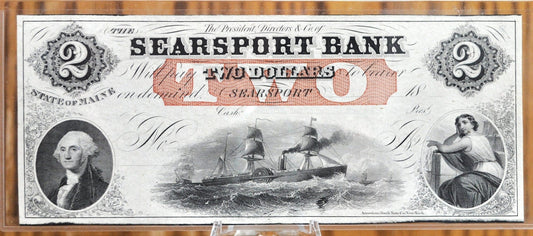 THE The President, Directors & Co. of
SEARSPORT BANK
2 2
Will pay TWO DOLLARS to bearer
TWO
STATE OF MAINE
on demand SEARSPORT 18
Cash.r Pres.t
No
American Bank Note Co. New York